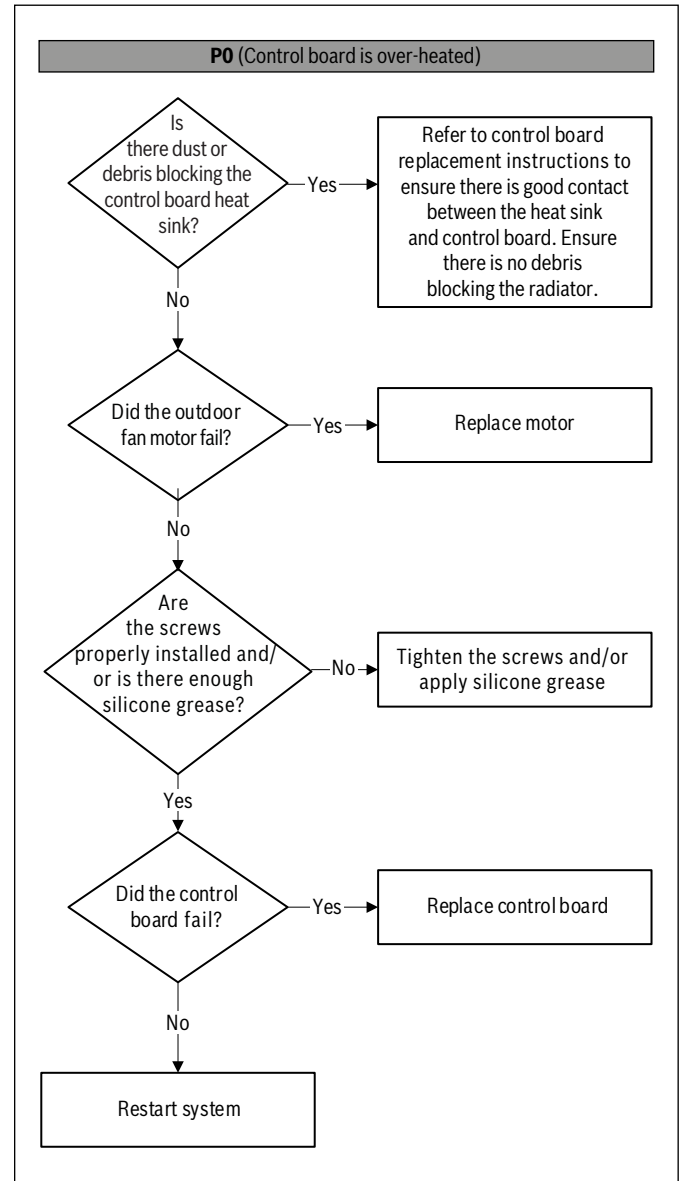 P0 (Control board is over-heated)
Is
there dust or
debris blocking the
control board heat
sink?
Yes
Refer to control board
replacement instructions to
ensure there is good contact
between the heat sink
and control board. Ensure
there is no debris
blocking the radiator.
No
Did the outdoor
fan motor fail?
Yes
Replace motor
No
Are
the screws
properly installed and/
or is there enough
silicone grease?
No
Tighten the screws and/or
apply silicone grease
Yes
Did the control
board fail?
Yes
Replace control board
No
Restart system